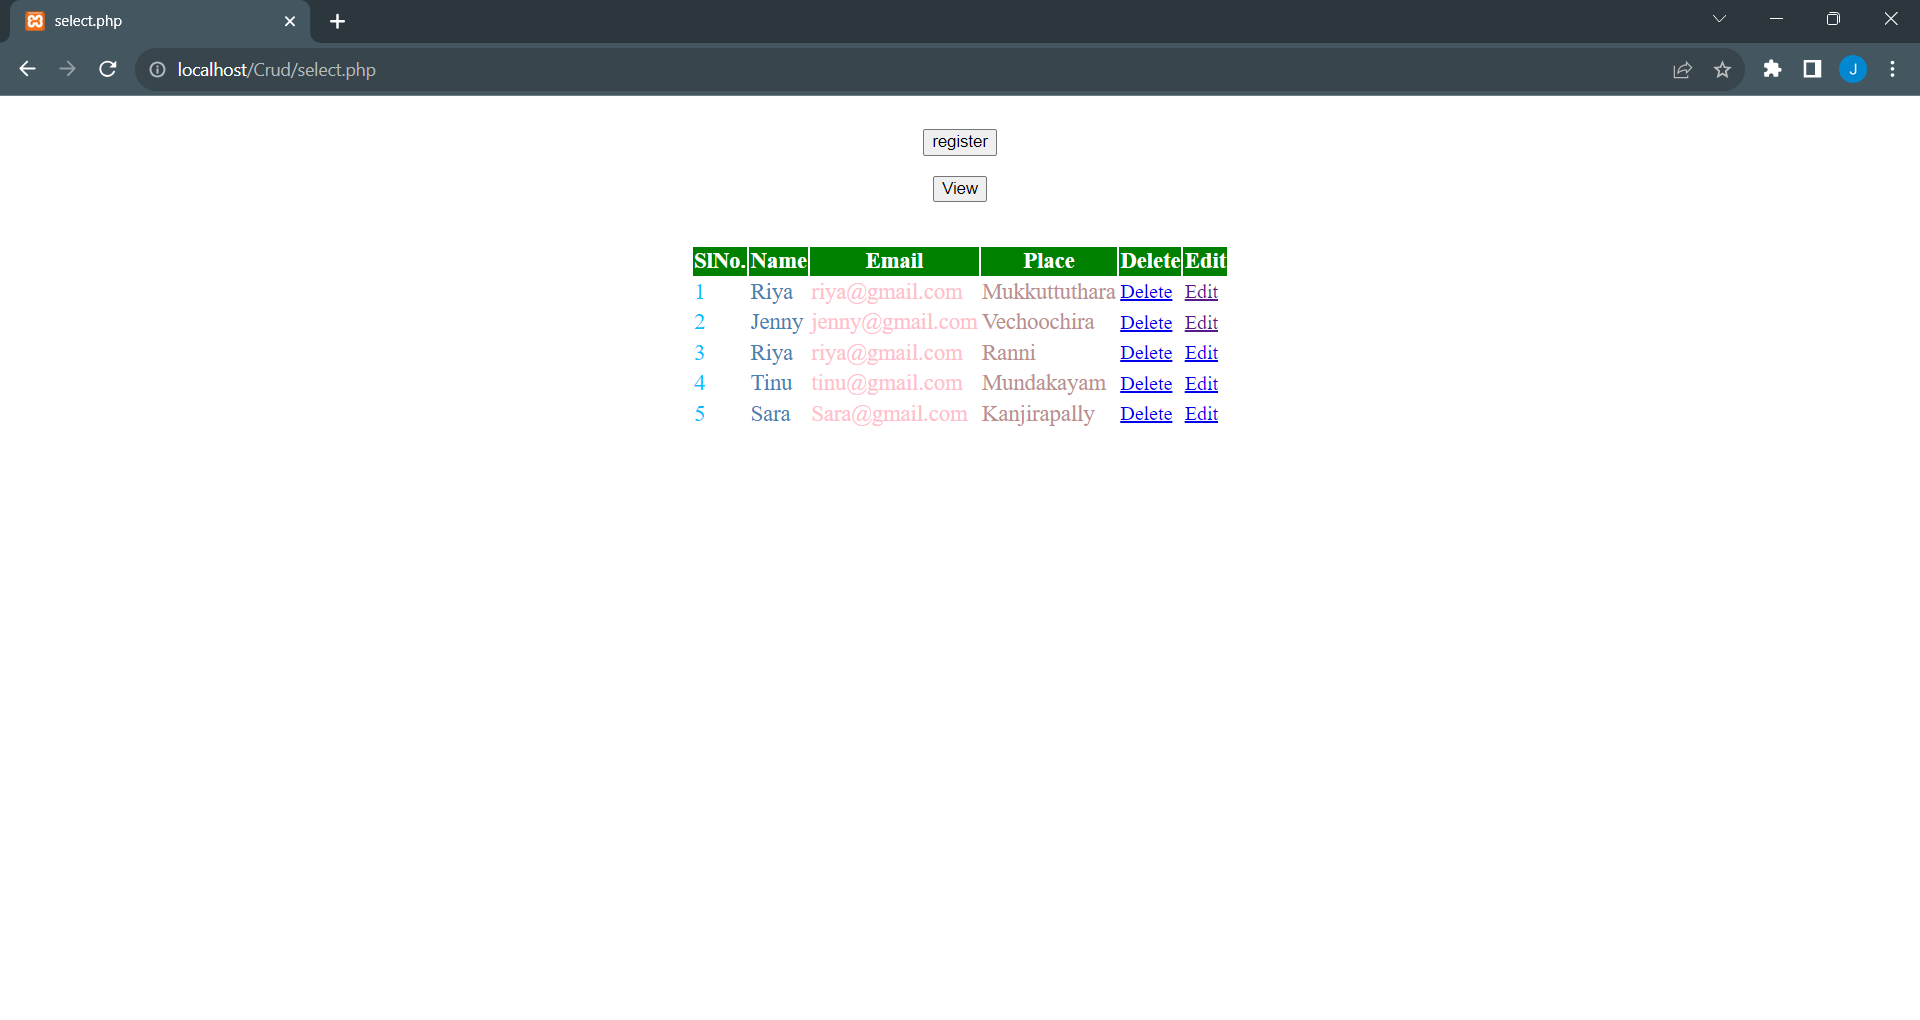 select.php
localhost/Crud/select.php
J
register
View
SlNo. Name Email Place Delete Edit
1 Riya riya@gmail.com Mukkuttuthara Delete Edit
2 Jenny jenny@gmail.com Vechoochira Delete Edit
3 Riya riya@gmail.com Ranni Delete Edit
4 Tinu tinu@gmail.com Mundakayam Delete Edit
5 Sara Sara@gmail.com Kanjirapally Delete Edit